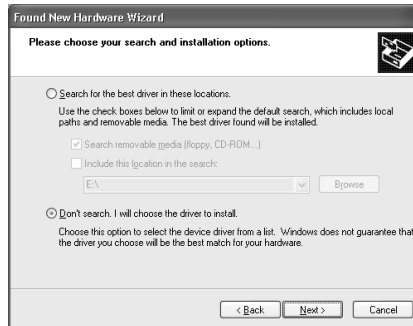 Found New Hardware Wizard
Please choose your search and installation options.
Search for the best driver in these locations.
Use the check boxes below to limit or expand the default search, which includes local
paths and removable media. The best driver found will be installed.
Search removable media (floppy, CD-ROM...)
Include this location in the search:
E:\
Browse
Don't search. I will choose the driver to install.
Choose this option to select the device driver from a list. Windows does not guarantee that
the driver you choose will be the best match for your hardware.
< Back Next > Cancel